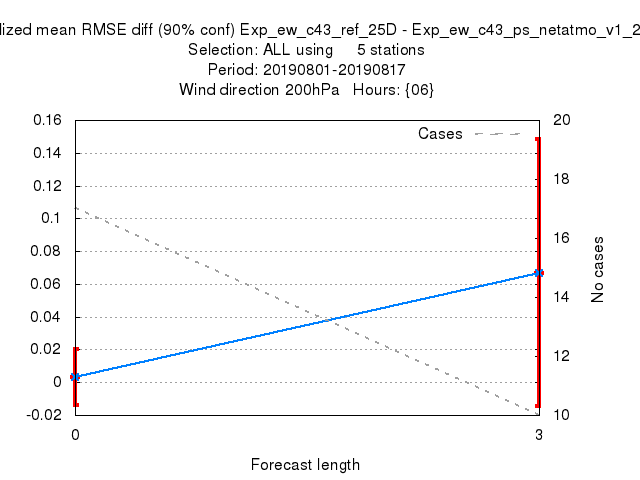 lized mean RMSE diff (90% conf) Exp_ew_c43_ref_25D - Exp_ew_c43_ps_netatmo_v1_2
Selection: ALL using 5 stations
Period: 20190801-20190817
Wind direction 200hPa Hours: {06}
Cases
0.16
0.14
0.12
0.1
0.08
0.06
0.04
0.02
0
-0.02
20
18
16
14
12
10
No cases
0
3
Forecast length